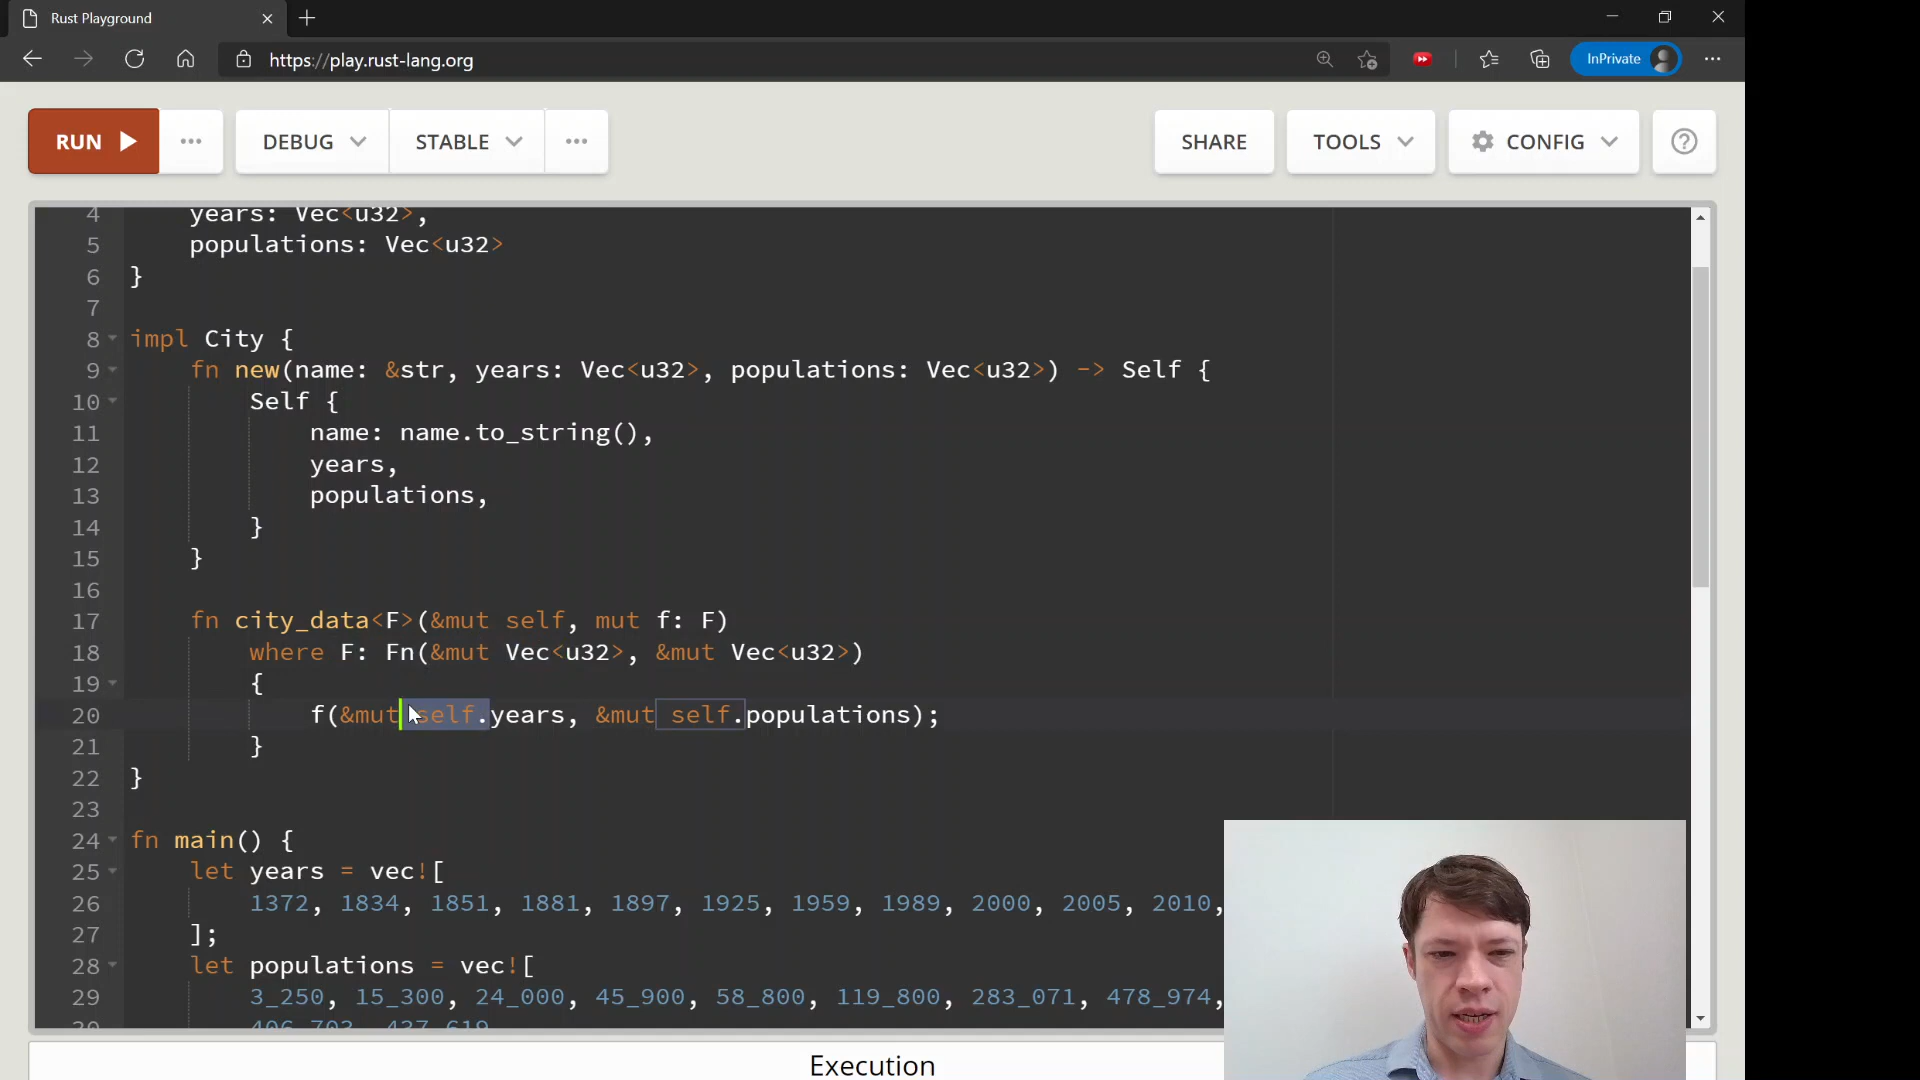 Rust Playground
https://play.rust-lang.org
InPrivate
RUN
DEBUG
STABLE
SHARE
TOOLS
CONFIG
4 years: Vec<u32>,
5 populations: Vec<u32>
6 }
7
8 impl City {
9 fn new(name: &str, years: Vec<u32>, populations: Vec<u32>) -> Self {
10 Self {
11 name: name.to_string(),
12 years,
13 populations,
14 }
15 }
16
17 fn city_data<F>(&mut self, mut f: F)
18 where F: Fn(&mut Vec<u32>, &mut Vec<u32>)
19 {
20 f(&mut self.years, &mut self.populations);
21 }
22 }
23
24 fn main() {
25 let years = vec![
26 1372, 1834, 1851, 1881, 1897, 1925, 1959, 1989, 2000, 2005, 2010,
27 ];
28 let populations = vec![
29 3_250, 15_300, 24_000, 45_900, 58_800, 119_800, 283_071, 478_974,
30 406_703, 437_619
Execution